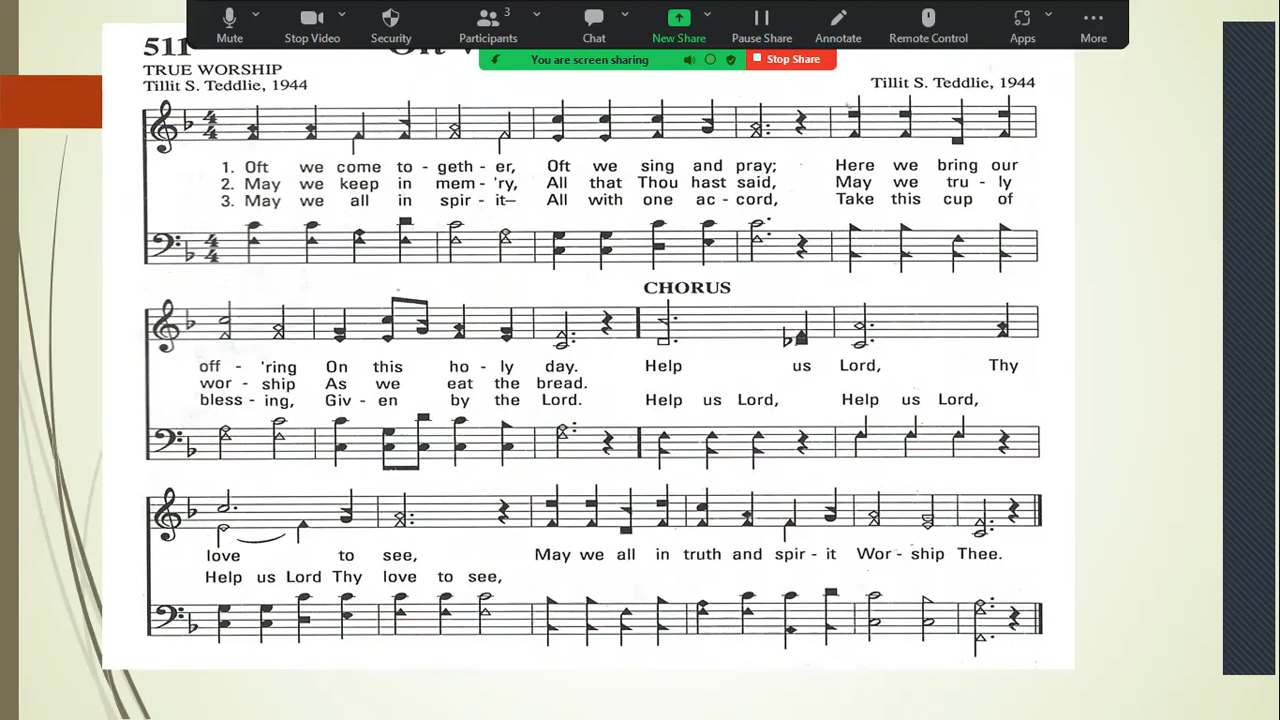 Mute Stop Video Security Participants 3 Chat New Share Pause Share Annotate Remote Control Apps More
You are screen sharing Stop Share
511 Oft
TRUE WORSHIP
Tillit S. Teddlie, 1944 Tillit S. Teddlie, 1944
1. Oft we come to - geth - er, Oft we sing and pray; Here we bring our
2. May we keep in mem - 'ry, All that Thou hast said, May we tru - ly
3. May we all in spir - it— All with one ac - cord, Take this cup of
CHORUS
off - 'ring On this ho - ly day. Help us Lord, Thy
wor - ship As we eat the bread.
bless - ing, Giv - en by the Lord. Help us Lord, Help us Lord,
love to see, May we all in truth and spir - it Wor - ship Thee.
Help us Lord Thy love to see,